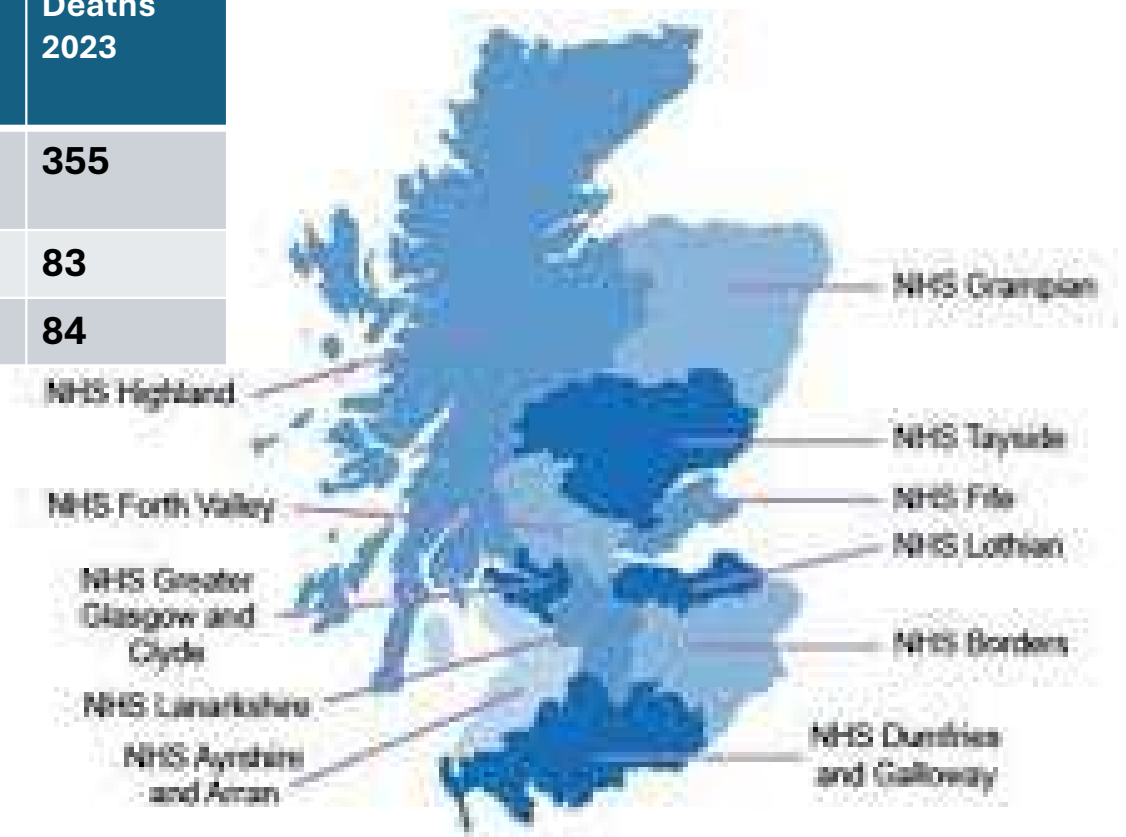 Deaths
2023
355
83
84
NHS Highland
NHS Forth Valley
NHS Greater
Glasgow and
Clyde
NHS Lanarkshire
NHS Ayrshire
and Arran
NHS Grampian
NHS Tayside
NHS Fife
NHS Lothian
NHS Borders
NHS Dumfries
and Galloway